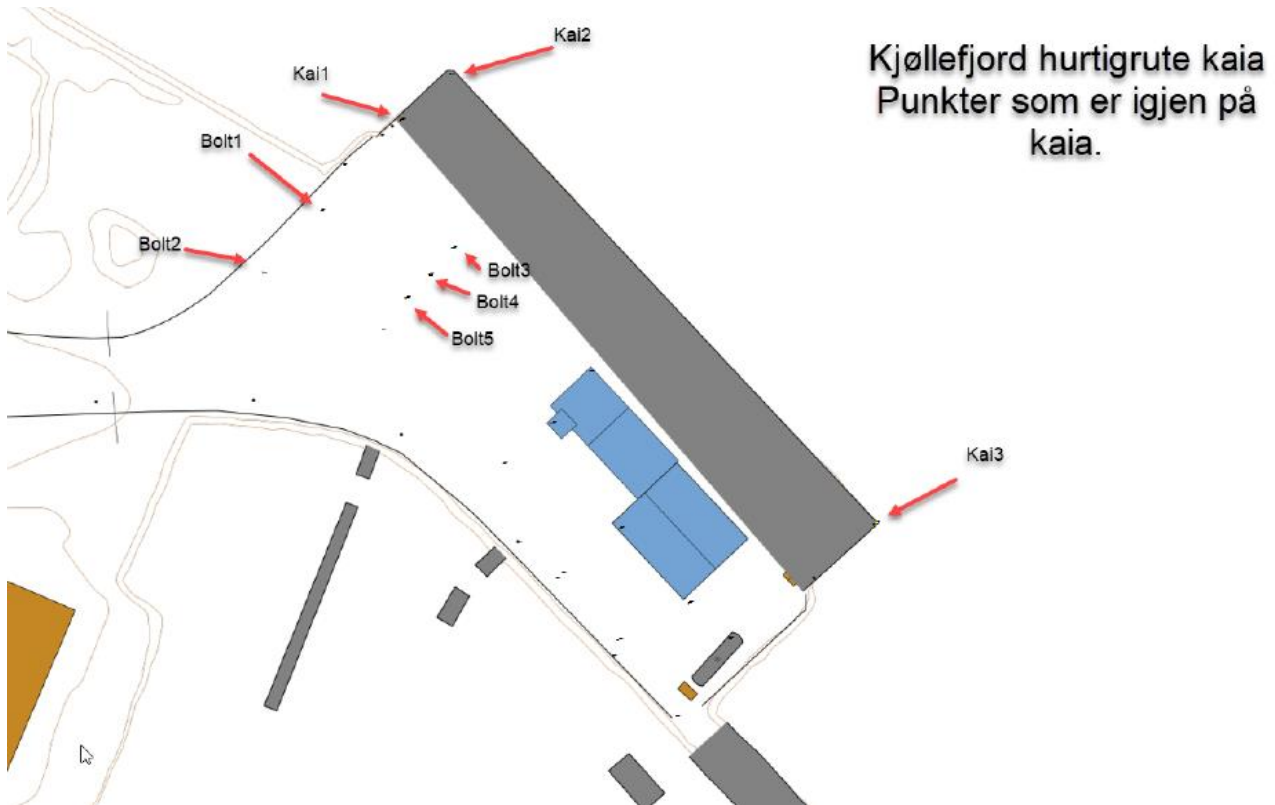 Kjøllefjord hurtigrute kaia
Punkter som er igjen på
kaia.
Kai2
Kai1
Bolt1
Bolt2
Bolt3
Bolt4
Bolt5
Kai3